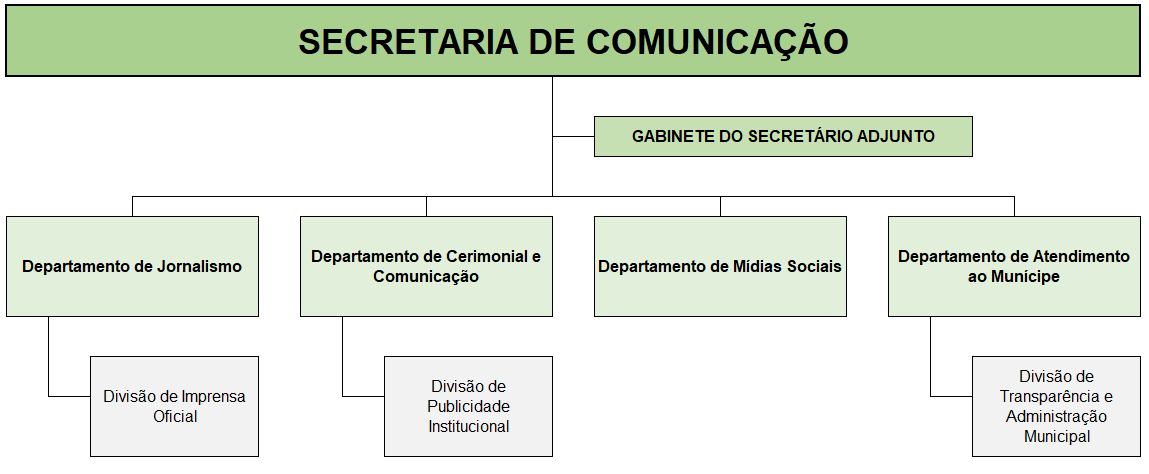 SECRETARIA DE COMUNICAÇÃO
GABINETE DO SECRETÁRIO ADJUNTO
Departamento de Jornalismo
Departamento de Cerimonial e
Comunicação
Departamento de Mídias Sociais
Departamento de Atendimento
ao Munícipe
Divisão de Imprensa
Oficial
Divisão de
Publicidade
Institucional
Divisão de
Transparência e
Administração
Municipal